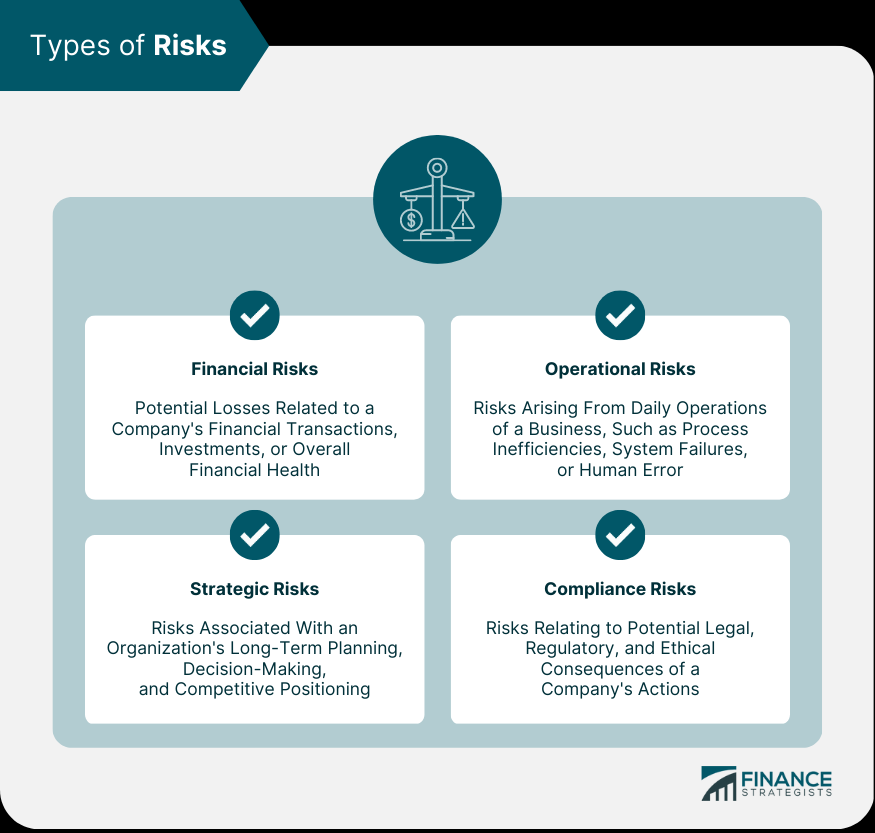 Types of Risks
$
!
Financial Risks
Potential Losses Related to a
Company's Financial Transactions,
Investments, or Overall
Financial Health
Operational Risks
Risks Arising From Daily Operations
of a Business, Such as Process
Inefficiencies, System Failures,
or Human Error
Strategic Risks
Risks Associated With an
Organization's Long-Term Planning,
Decision-Making,
and Competitive Positioning
Compliance Risks
Risks Relating to Potential Legal,
Regulatory, and Ethical
Consequences of a
Company's Actions
FINANCE
STRATEGISTS